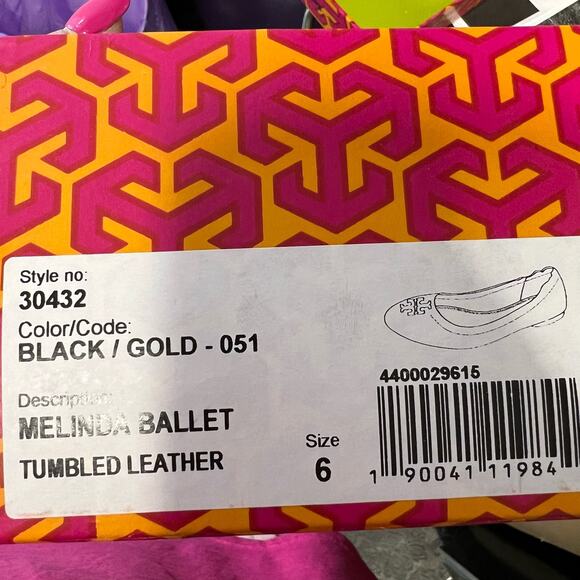 Style no:
30432
Color/Code:
BLACK / GOLD - 051
Description:
MELINDA BALLET
TUMBLED LEATHER
Size
6
4400029615
1 90041 11984